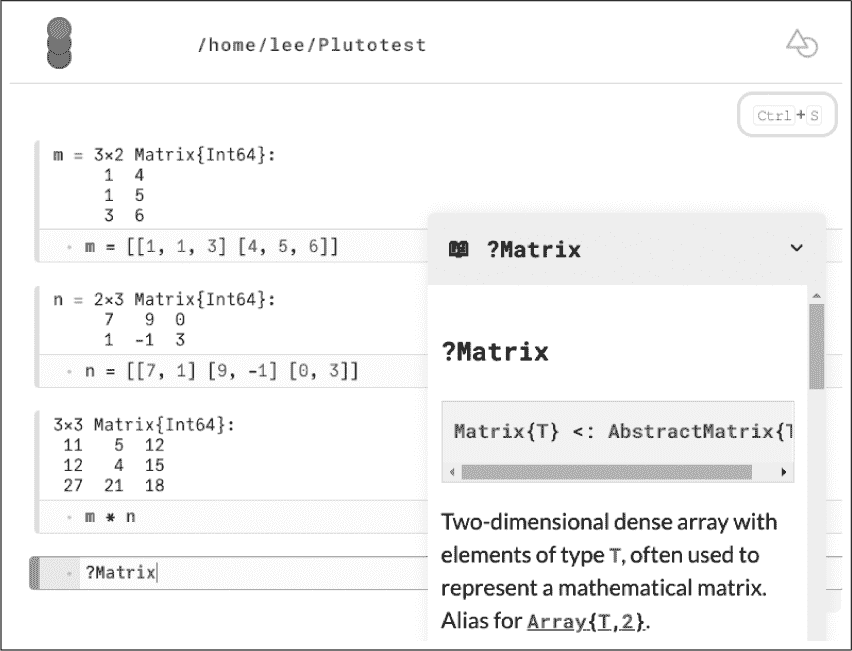 /home/lee/Plutotest
Ctrl+S
m = 3×2 Matrix{Int64}:
1 4
1 5
3 6
m = [[1, 1, 3] [4, 5, 6]]
n = 2×3 Matrix{Int64}:
7 9 0
1 -1 3
n = [[7, 1] [9, -1] [0, 3]]
3×3 Matrix{Int64}:
11 5 12
12 4 15
27 21 18
m * n
?Matrix
?Matrix
?Matrix
Matrix{T} <: AbstractMatrix{T
Two-dimensional dense array with
elements of type T, often used to
represent a mathematical matrix.
Alias for Array{T,2}.